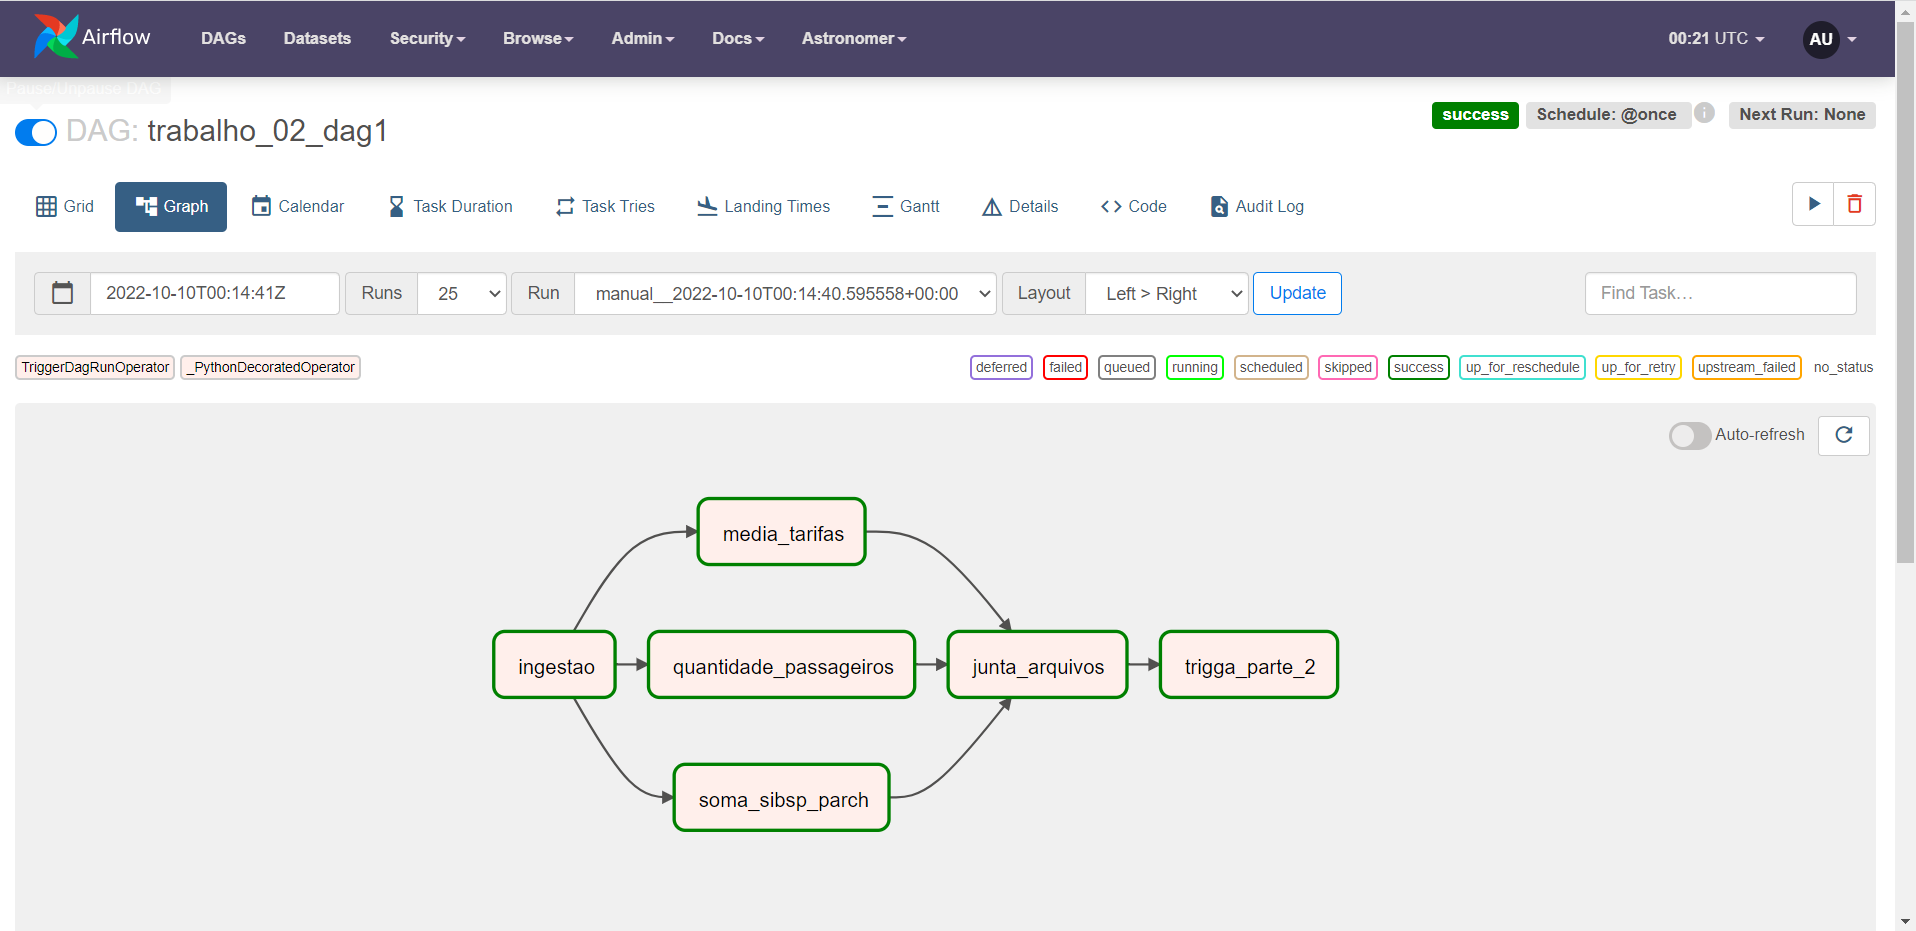 Airflow DAGs Datasets Security Browse Admin Docs Astronomer 00:21 UTC AU
Pause/Unpause DAG
DAG: trabalho_02_dag1 success Schedule: @once i Next Run: None
Grid Graph Calendar Task Duration Task Tries Landing Times Gantt Details Code Audit Log
2022-10-10T00:14:41Z Runs 25 Run manual__2022-10-10T00:14:40.595558+00:00 Layout Left > Right Update Find Task…
TriggerDagRunOperator _PythonDecoratedOperator deferred failed queued running scheduled skipped success up_for_reschedule up_for_retry upstream_failed no_status
Auto-refresh
media_tarifas
ingestao quantidade_passageiros junta_arquivos trigga_parte_2
soma_sibsp_parch